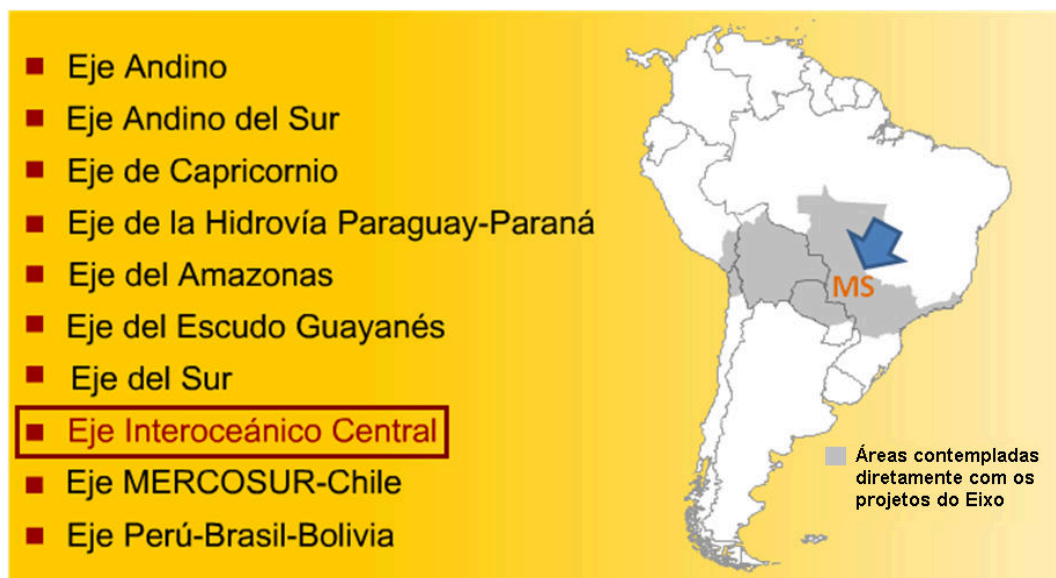 Eje Andino
Eje Andino del Sur
Eje de Capricornio
Eje de la Hidrovía Paraguay-Paraná
Eje del Amazonas
Eje del Escudo Guayanés
Eje del Sur
Eje Interoceánico Central
Eje MERCOSUR-Chile
Eje Perú-Brasil-Bolivia
MS
Áreas contempladas
diretamente com os
projetos do Eixo